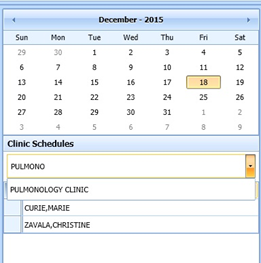 December - 2015
Sun Mon Tue Wed Thu Fri Sat
29 30 1 2 3 4 5
6 7 8 9 10 11 12
13 14 15 16 17 18 19
20 21 22 23 24 25 26
27 28 29 30 31 1 2
3 4 5 6 7 8 9
Clinic Schedules
PULMONO
PULMONOLOGY CLINIC
CURIE,MARIE
ZAVALA,CHRISTINE